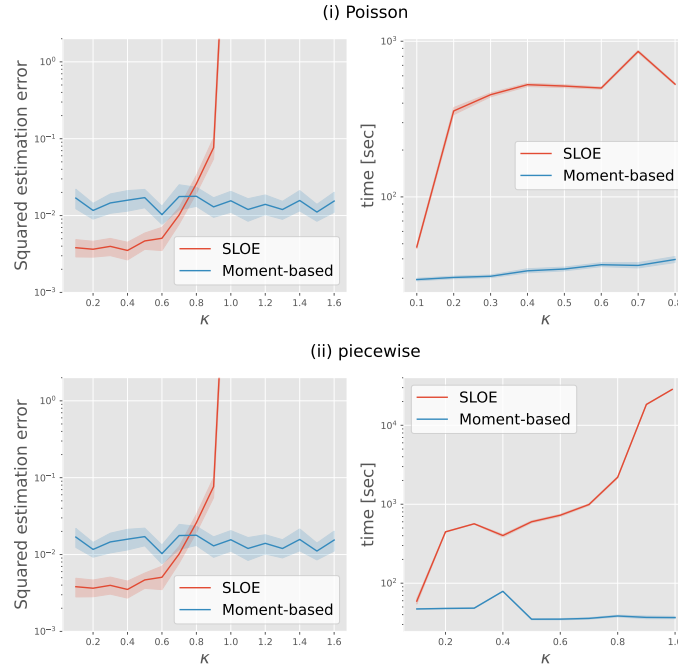 (i) Poisson
Squared estimation error
10⁰
10⁻¹
10⁻²
10⁻³
SLOE
Moment-based
0.2 0.4 0.6 0.8 1.0 1.2 1.4 1.6
κ
time [sec]
10³
10²
SLOE
Moment-based
0.1 0.2 0.3 0.4 0.5 0.6 0.7 0.8
κ
(ii) piecewise
Squared estimation error
10⁰
10⁻¹
10⁻²
10⁻³
SLOE
Moment-based
0.2 0.4 0.6 0.8 1.0 1.2 1.4 1.6
κ
time [sec]
10⁴
10³
10²
SLOE
Moment-based
0.2 0.4 0.6 0.8 1.0
κ